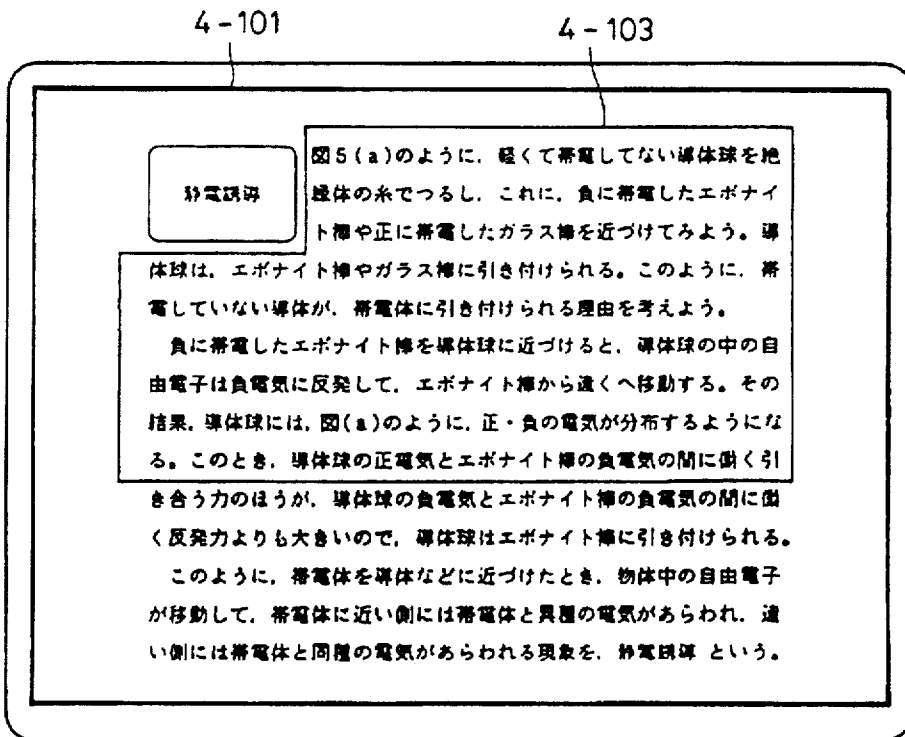 4-101
4-103
静電誘導
図5(a)のように，軽くて帯電してない導体球を絶
縁体の糸でつるし，これに，負に帯電したエボナイ
ト棒や正に帯電したガラス棒を近づけてみよう。導
体球は，エボナイト棒やガラス棒に引き付けられる。このように，帯
電していない導体が，帯電体に引き付けられる理由を考えよう。
負に帯電したエボナイト棒を導体球に近づけると，導体球の中の自
由電子は負電気に反発して，エボナイト棒から遠くへ移動する。その
結果，導体球には，図(a)のように，正・負の電気が分布するようにな
る。このとき，導体球の正電気とエボナイト棒の負電気の間に働く引
き合う力のほうが，導体球の負電気とエボナイト棒の負電気の間に働
く反発力よりも大きいので，導体球はエボナイト棒に引き付けられる。
このように，帯電体を導体などに近づけたとき，物体中の自由電子
が移動して，帯電体に近い側には帯電体と異種の電気があらわれ，遠
い側には帯電体と同種の電気があらわれる現象を，静電誘導 という。